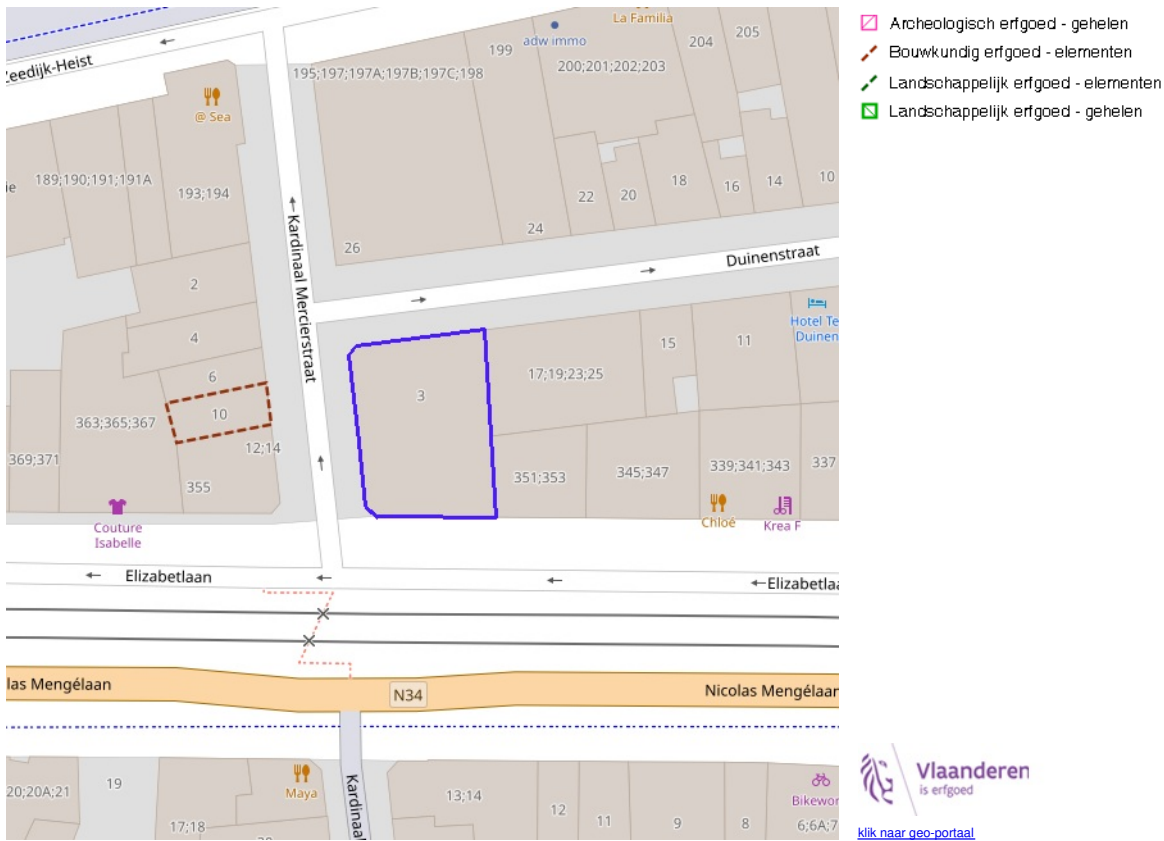 La Familia
adw immo
199
204
205
Zeedijk-Heist
195;197;197A;197B;197C;198
200;201;202;203
@ Sea
189;190;191;191A
193;194
22
20
18
16
14
10
24
26
Kardinaal Mercierstraat
Duinenstraat
2
4
6
10
363;365;367
369;371
12;14
355
Couture
Isabelle
3
17;19;23;25
15
11
Hotel Te
Duinen
351;353
345;347
339;341;343
337
Chloé
Krea F
Elizabetlaan
Elizabetlaa
las Mengélaan
N34
Nicolas Mengélaan
20;20A;21
19
17;18
Maya
Kardinaal
13;14
12
11
9
8
Bikewor
6;6A;7
Archeologisch erfgoed - gehelen
Bouwkundig erfgoed - elementen
Landschappelijk erfgoed - elementen
Landschappelijk erfgoed - gehelen
Vlaanderen
is erfgoed
klik naar geo-portaal